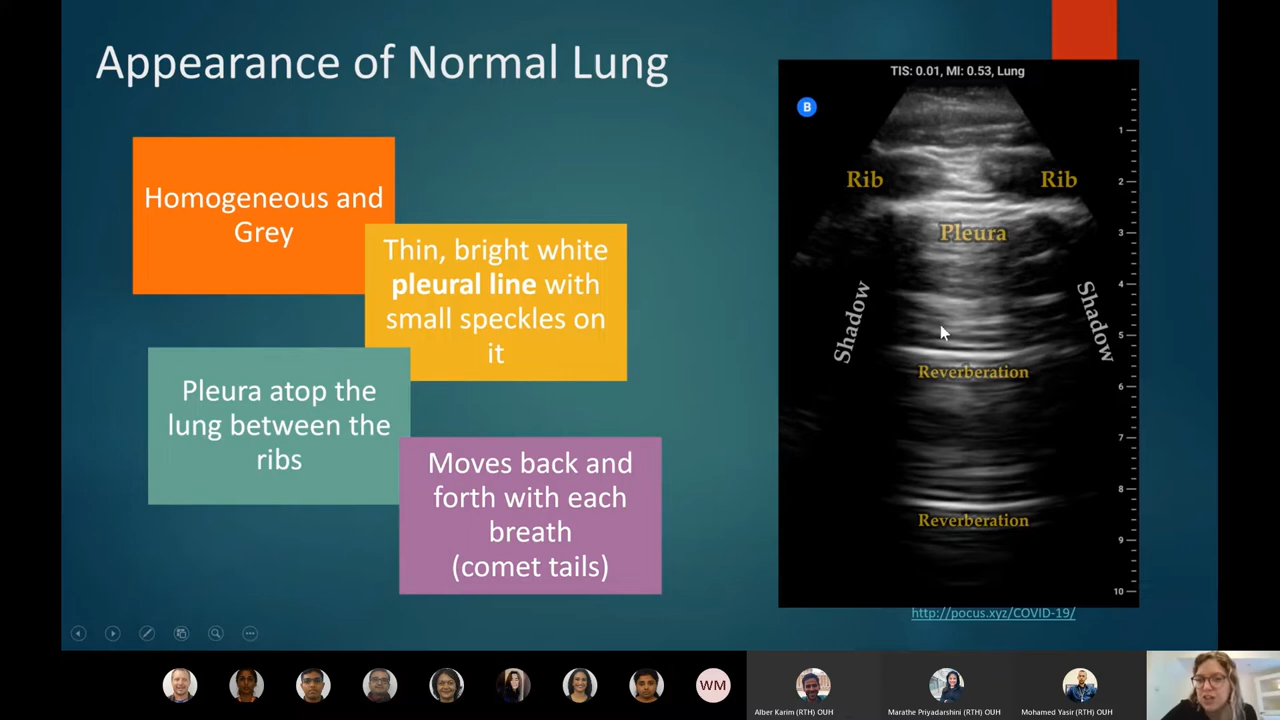 Appearance of Normal Lung
Homogeneous and
Grey
Thin, bright white
pleural line with
small speckles on
it
Pleura atop the
lung between the
ribs
Moves back and
forth with each
breath
(comet tails)
TIS: 0.01, MI: 0.53, Lung
B
Rib
Rib
Pleura
Shadow
Shadow
Reverberation
Reverberation
1
2
3
4
5
6
7
8
9
10
http://pocus.xyz/COVID-19/
WM
Alber Karim (RTH) OUH
Marathe Priyadarshini (RTH) OUH
Mohamed Yasir (RTH) OUH